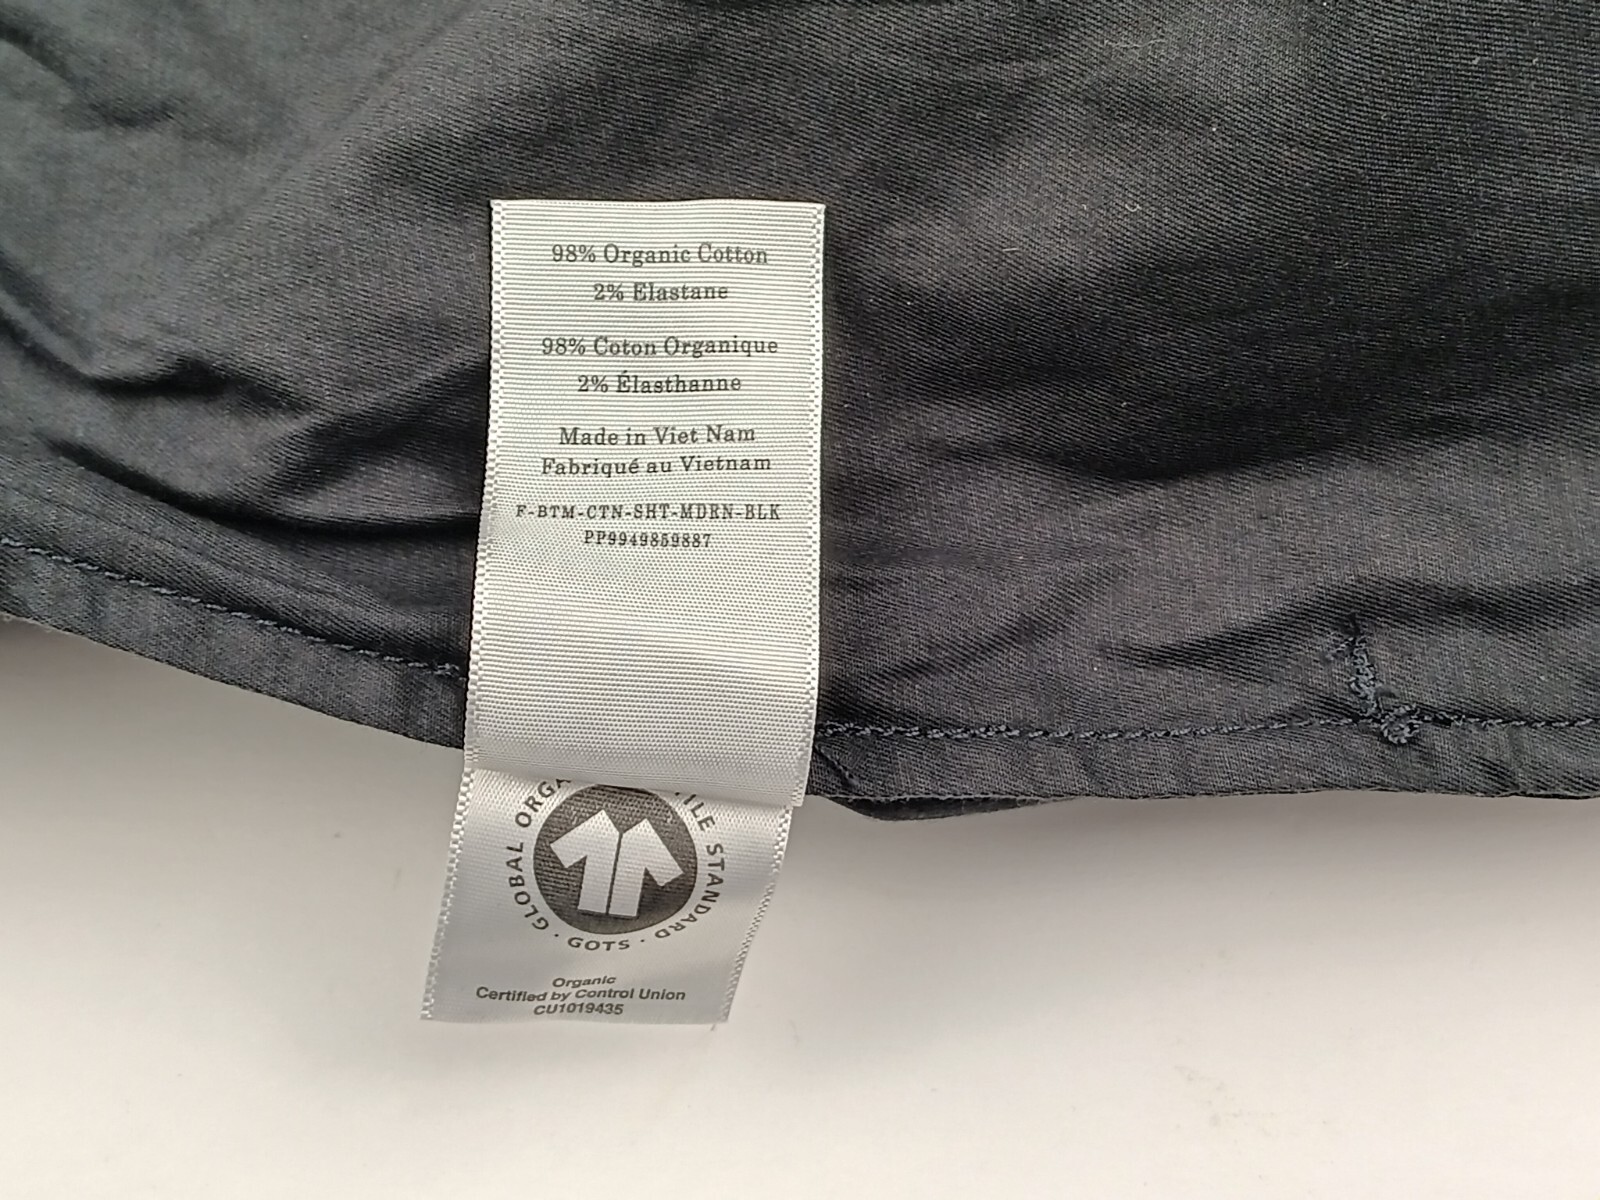 98% Organic Cotton
2% Elastane
98% Coton Organique
2% Élasthanne
Made in Viet Nam
Fabriqué au Vietnam
F-BTM-CTN-SHT-MDRN-BLK
PP9949859887
GLOBAL ORGA
ILE STANDARD
· GOTS ·
Organic
Certified by Control Union
CU1019435